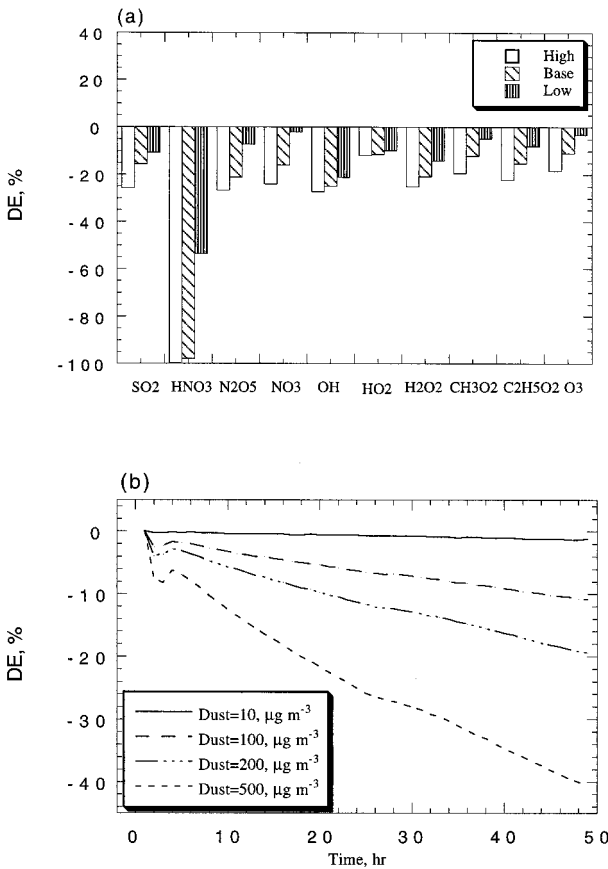 (a)
40
20
0
-20
-40
-60
-80
-100
DE, %
High
Base
Low
SO2 HNO3 N2O5 NO3 OH HO2 H2O2 CH3O2 C2H5O2 O3
(b)
0
-10
-20
-30
-40
DE, %
Dust=10, μg m-3
Dust=100, μg m-3
Dust=200, μg m-3
Dust=500, μg m-3
0 10 20 30 40 50
Time, hr